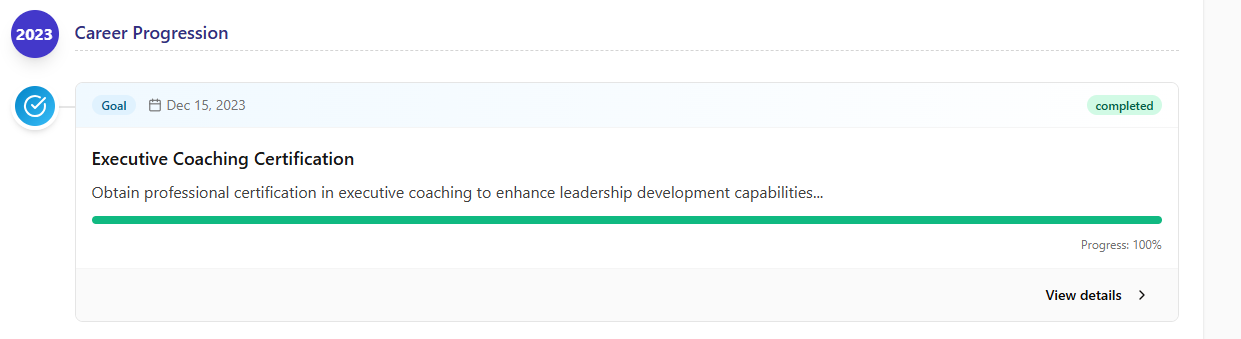 2023 Career Progression
Goal Dec 15, 2023 completed
Executive Coaching Certification
Obtain professional certification in executive coaching to enhance leadership development capabilities...
Progress: 100%
View details